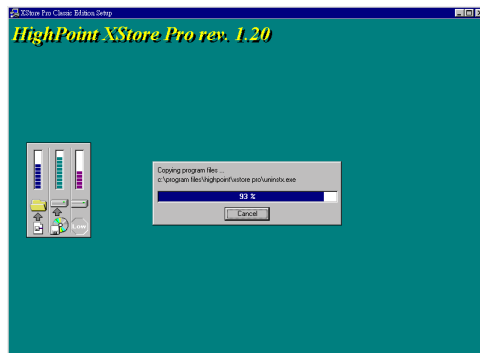 XStore Pro Classic Edition Setup
HighPoint XStore Pro rev. 1.20
Copying program files ...
c:\program files\highpoint\xstore pro\uninstx.exe
93 %
Cancel
Low